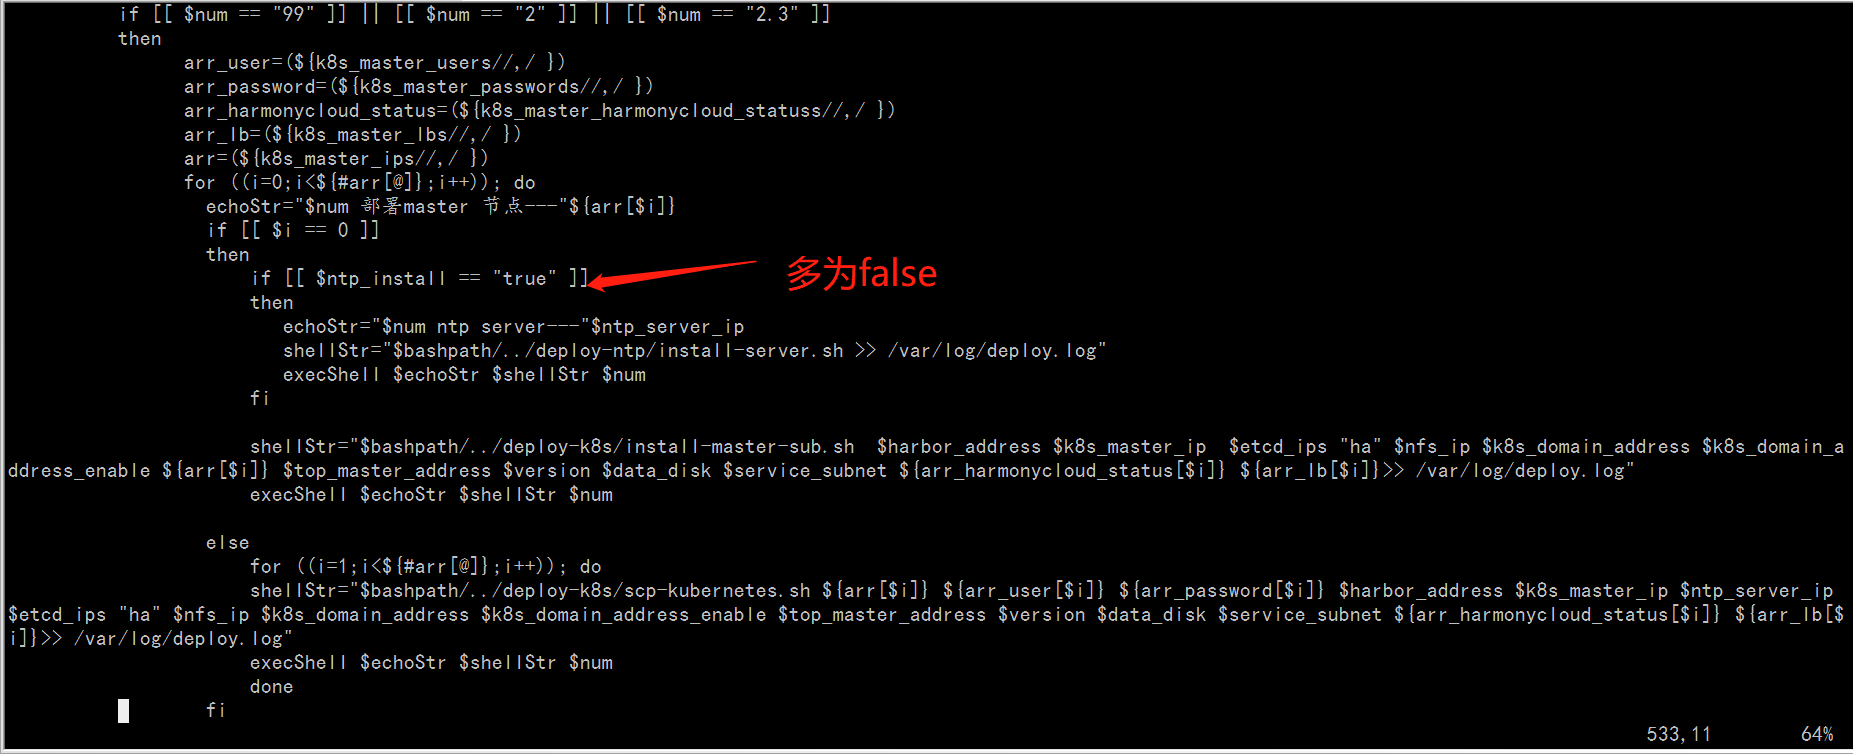 if [[ $num == "99" ]] || [[ $num == "2" ]] || [[ $num == "2.3" ]]
then
arr_user=(${k8s_master_users//,/ })
arr_password=(${k8s_master_passwords//,/ })
arr_harmonycloud_status=(${k8s_master_harmonycloud_statuss//,/ })
arr_lb=(${k8s_master_lbs//,/ })
arr=(${k8s_master_ips//,/ })
for ((i=0;i<${#arr[@]};i++)); do
echoStr="$num 部署master 节点---"${arr[$i]}
if [[ $i == 0 ]]
then
if [[ $ntp_install == "true" ]]
多为false
then
echoStr="$num ntp server---"$ntp_server_ip
shellStr="$bashpath/../deploy-ntp/install-server.sh >> /var/log/deploy.log"
execShell $echoStr $shellStr $num
fi
shellStr="$bashpath/../deploy-k8s/install-master-sub.sh  $harbor_address $k8s_master_ip  $etcd_ips "ha" $nfs_ip $k8s_domain_address $k8s_domain_a
ddress_enable ${arr[$i]} $top_master_address $version $data_disk $service_subnet ${arr_harmonycloud_status[$i]} ${arr_lb[$i]}>> /var/log/deploy.log"
execShell $echoStr $shellStr $num
else
for ((i=1;i<${#arr[@]};i++)); do
shellStr="$bashpath/../deploy-k8s/scp-kubernetes.sh ${arr[$i]} ${arr_user[$i]} ${arr_password[$i]} $harbor_address $k8s_master_ip $ntp_server_ip
$etcd_ips "ha" $nfs_ip $k8s_domain_address $k8s_domain_address_enable $top_master_address $version $data_disk $service_subnet ${arr_harmonycloud_status[$i]} ${arr_lb[$
i]}>> /var/log/deploy.log"
execShell $echoStr $shellStr $num
done
fi
533,11 64%